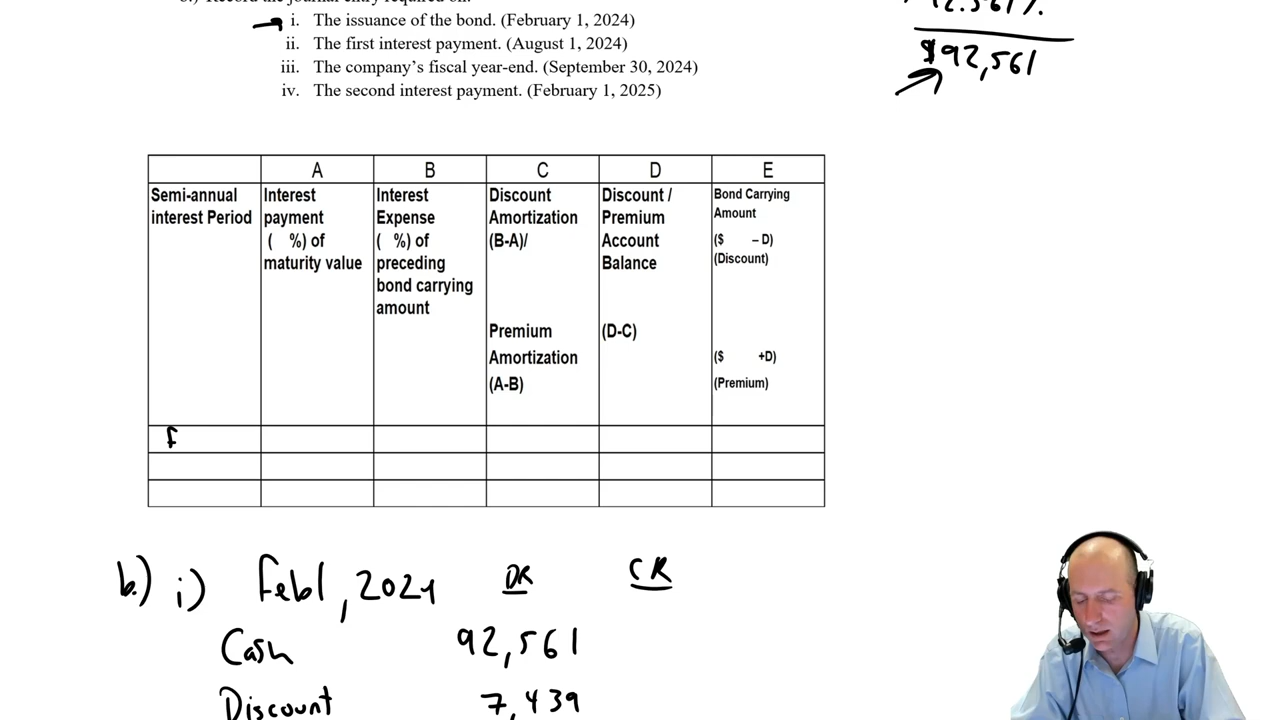 i. The issuance of the bond. (February 1, 2024)
ii. The first interest payment. (August 1, 2024)
iii. The company's fiscal year-end. (September 30, 2024)
iv. The second interest payment. (February 1, 2025)
$92,561
A B C D E
Semi-annual interest Period
Interest payment ( %) of maturity value
Interest Expense ( %) of preceding bond carrying amount
Discount Amortization (B-A)/
Premium Amortization (A-B)
Discount / Premium Account Balance
(D-C)
Bond Carrying Amount
($ – D) (Discount)
($ +D) (Premium)
F
b.) i) Feb 1, 2024 DR CR
Cash 92,561
Discount 7,439